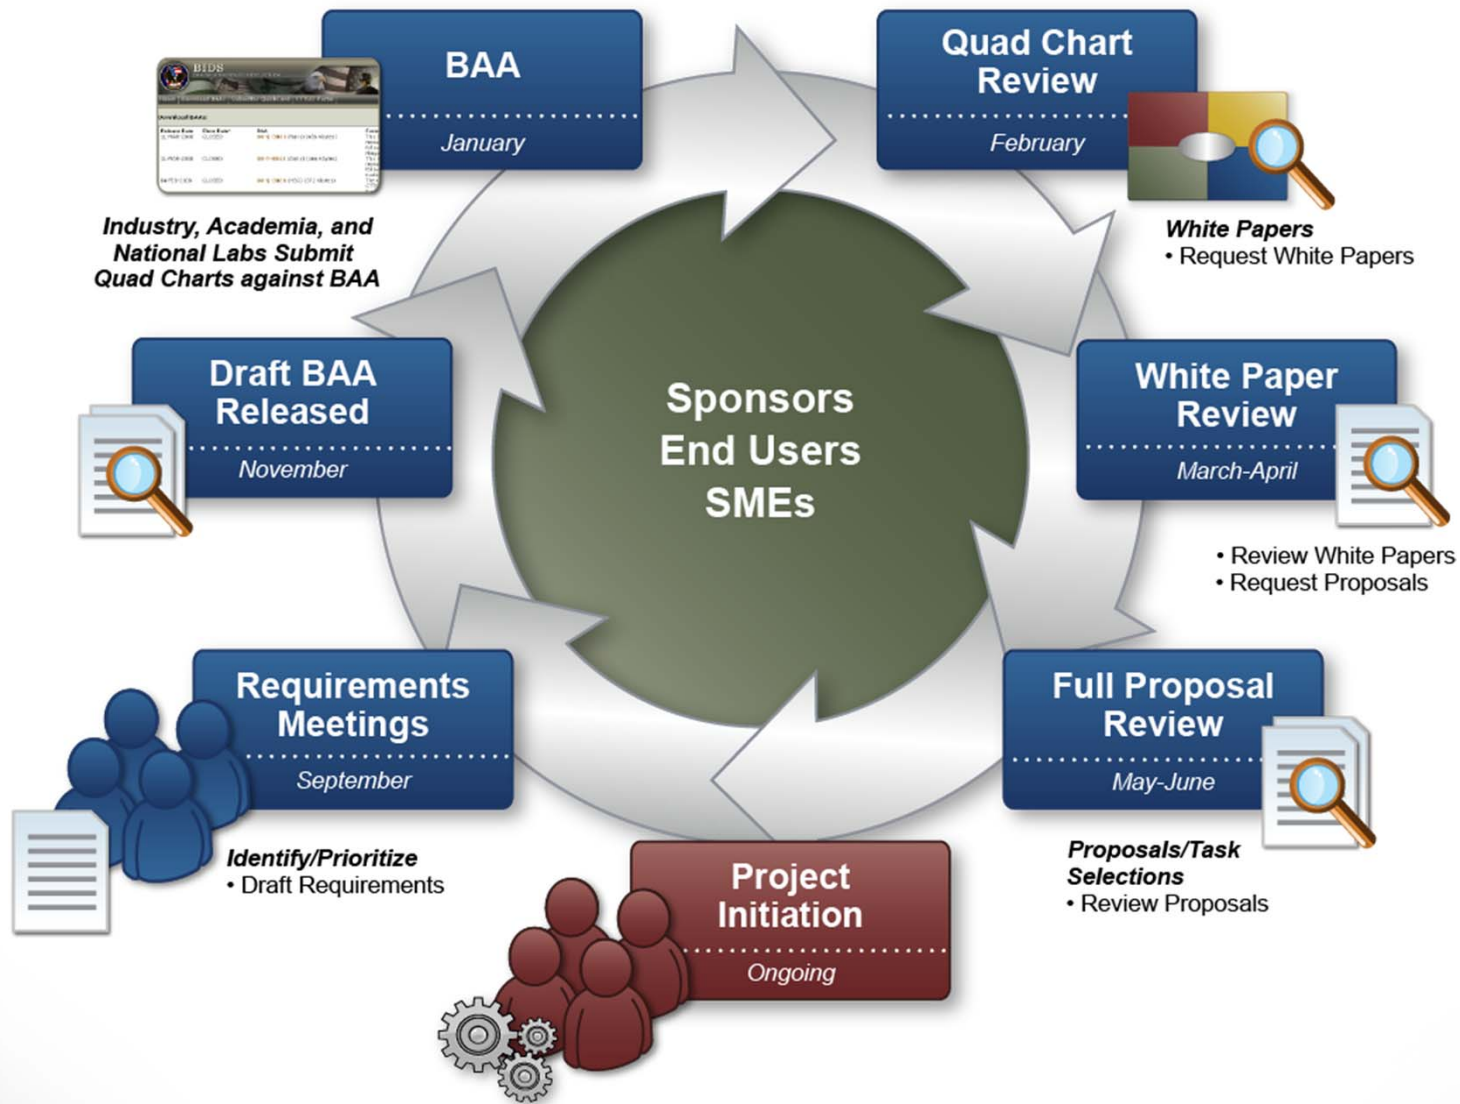 BAA
January
BIDS
Industry, Academia, and
National Labs Submit
Quad Charts against BAA
Quad Chart
Review
February
White Papers
• Request White Papers
White Paper
Review
March-April
• Review White Papers
• Request Proposals
Full Proposal
Review
May-June
Proposals/Task
Selections
• Review Proposals
Project
Initiation
Ongoing
Requirements
Meetings
September
Identify/Prioritize
• Draft Requirements
Draft BAA
Released
November
Sponsors
End Users
SMEs